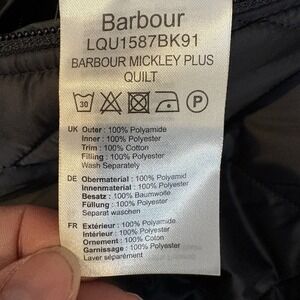 Barbour
LQU1587BK91
BARBOUR MICKLEY PLUS
QUILT
30 P
UK Outer : 100% Polyamide
Inner : 100% Polyester
Trim : 100% Cotton
Filling : 100% Polyester
Wash Separately
DE Obermaterial : 100% Polyamid
Innenmaterial : 100% Polyester
Besatz : 100% Baumwolle
Füllung : 100% Polyester
Separat waschen
FR Extérieur : 100% Polyamide
Intérieur : 100% Polyester
Ornement : 100% Coton
Garnissage : 100% Polyester
Laver séparément